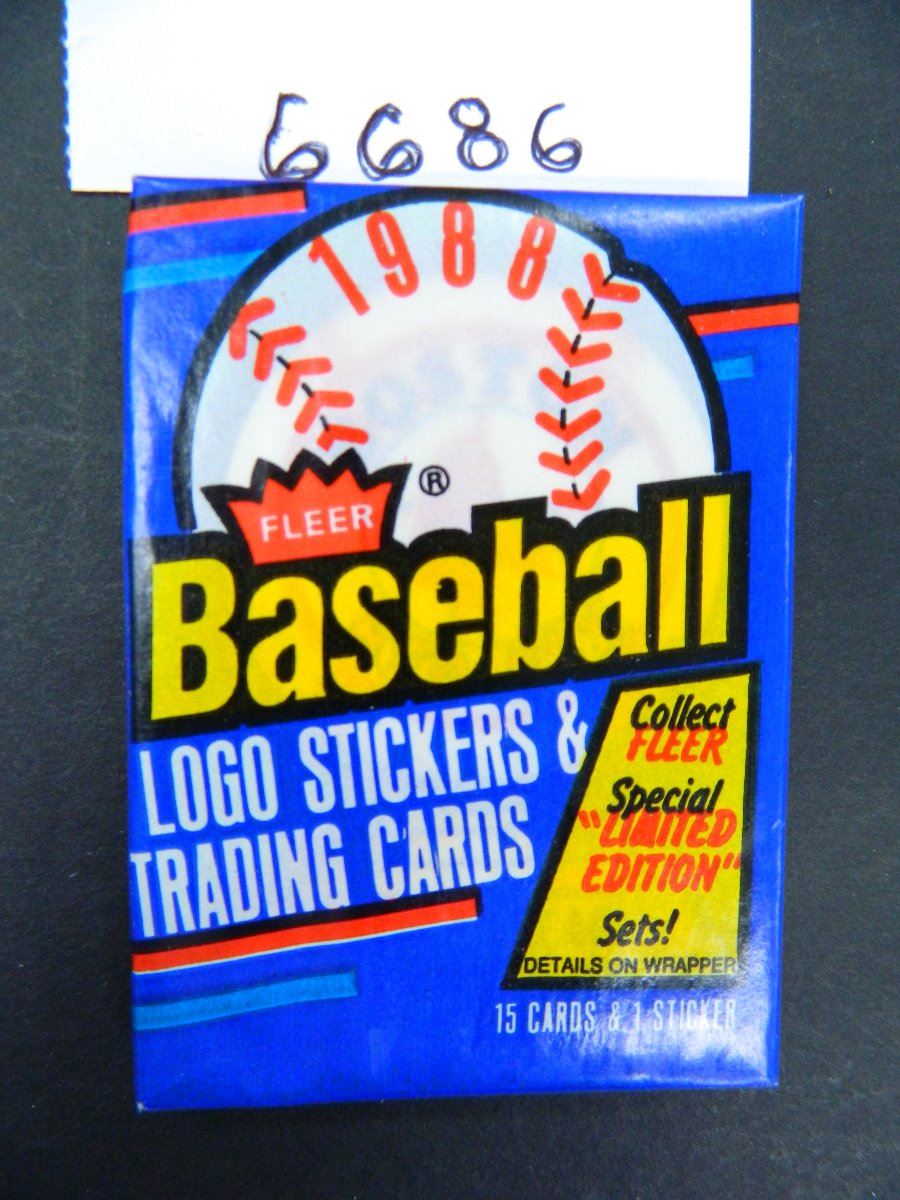 6686
1988
FLEER ®
Baseball
LOGO STICKERS &
TRADING CARDS
Collect
FLEER
Special
"LIMITED
EDITION"
Sets!
DETAILS ON WRAPPER
15 CARDS & 1 STICKER